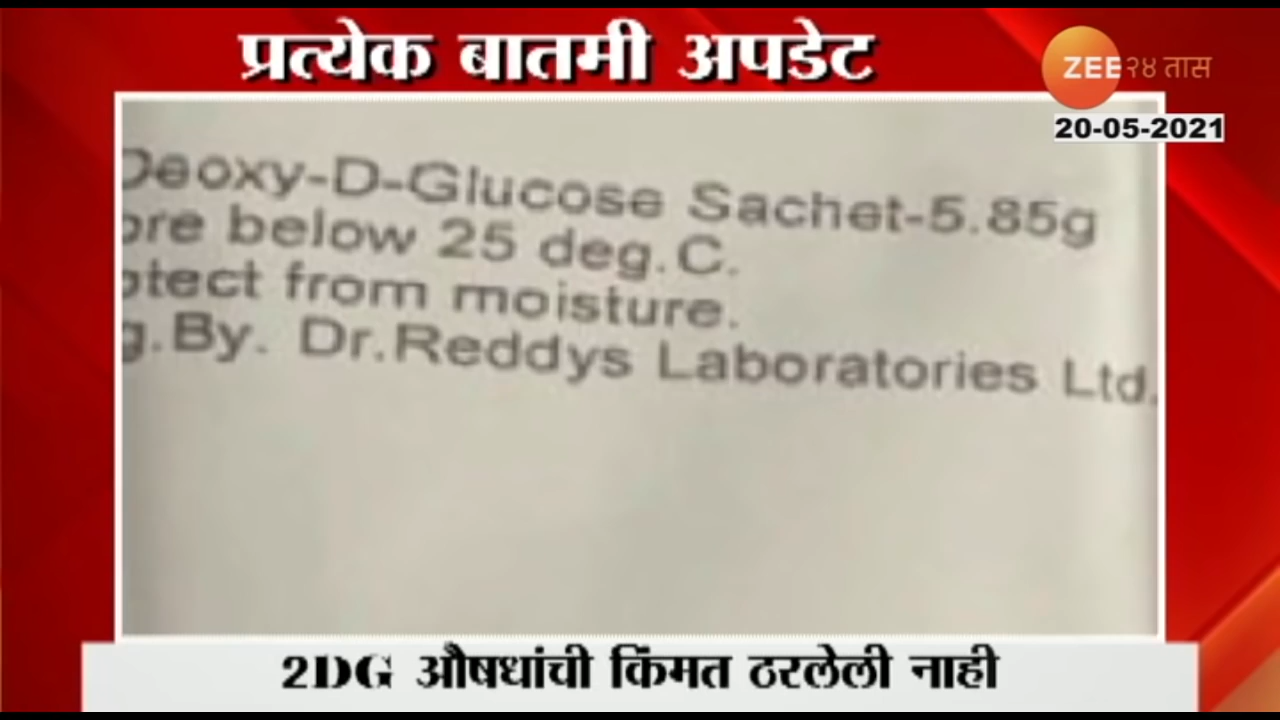 प्रत्येक बातमी अपडेट
ZEE २४ तास
20-05-2021
Deoxy-D-Glucose Sachet-5.85g
ore below 25 deg.C.
otect from moisture.
g.By. Dr.Reddys Laboratories Ltd.
2DG औषधांची किंमत ठरलेली नाही